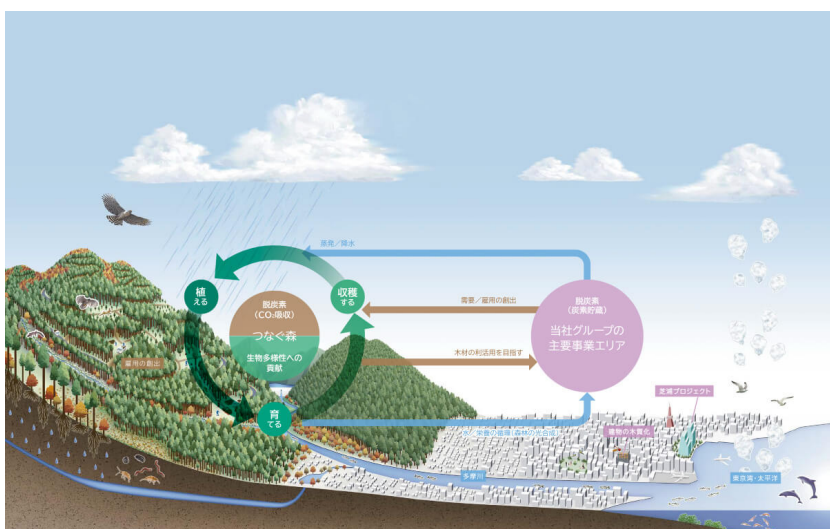 蒸発／降水
植
える
収穫
する
脱炭素
（CO₂吸収）
つなぐ森
生物多様性への
貢献
需要／雇用の創出
脱炭素
（炭素貯蔵）
当社グループの
主要事業エリア
木材の利活用を目指す
雇用の創出
育
てる
芝浦プロジェクト
建物の木質化
多摩川
東京湾・太平洋